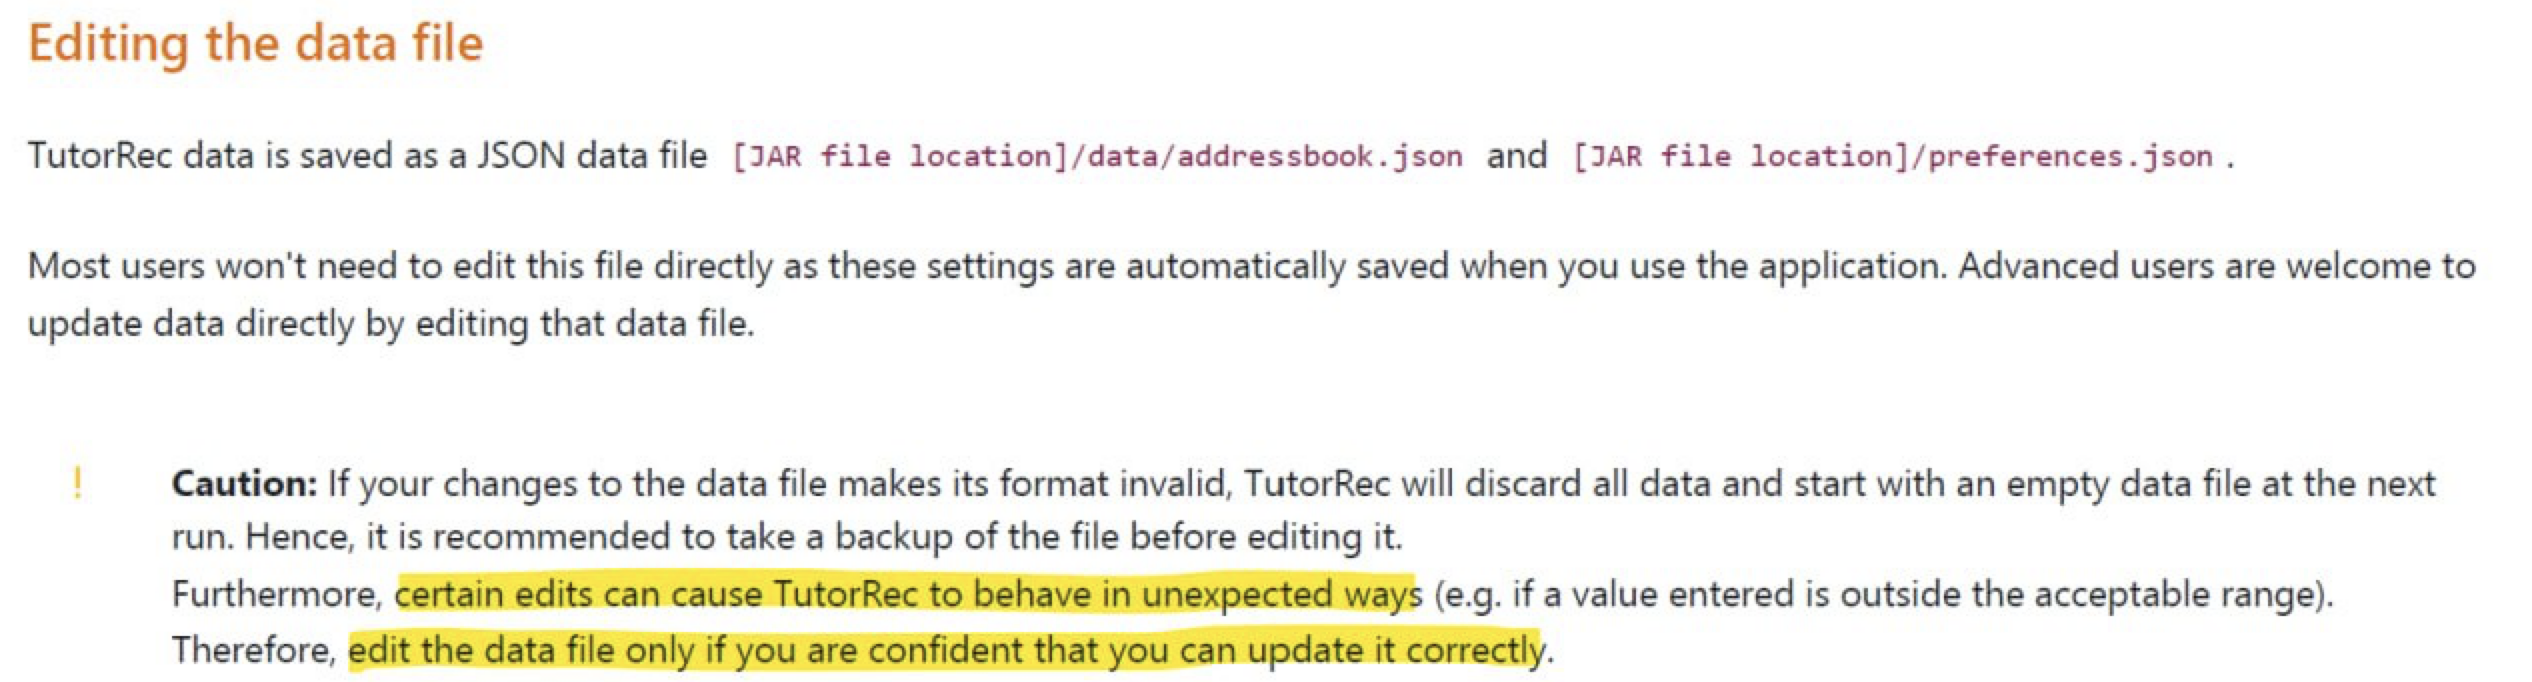 Editing the data file
TutorRec data is saved as a JSON data file [JAR file location]/data/addressbook.json and [JAR file location]/preferences.json .
Most users won't need to edit this file directly as these settings are automatically saved when you use the application. Advanced users are welcome to
update data directly by editing that data file.
! Caution: If your changes to the data file makes its format invalid, TutorRec will discard all data and start with an empty data file at the next
run. Hence, it is recommended to take a backup of the file before editing it.
Furthermore, certain edits can cause TutorRec to behave in unexpected ways (e.g. if a value entered is outside the acceptable range).
Therefore, edit the data file only if you are confident that you can update it correctly.